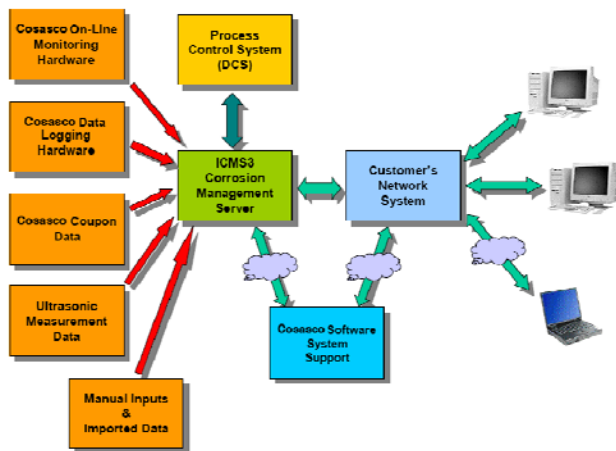 Cosasco On-Line
Monitoring
Hardware
Process
Control System
(DCS)
Cosasco Data
Logging
Hardware
ICMS3
Corrosion
Management
Server
Customer's
Network
System
Cosasco Coupon
Data
Ultrasonic
Measurement
Data
Cosasco Software
System
Support
Manual Inputs
&
Imported Data